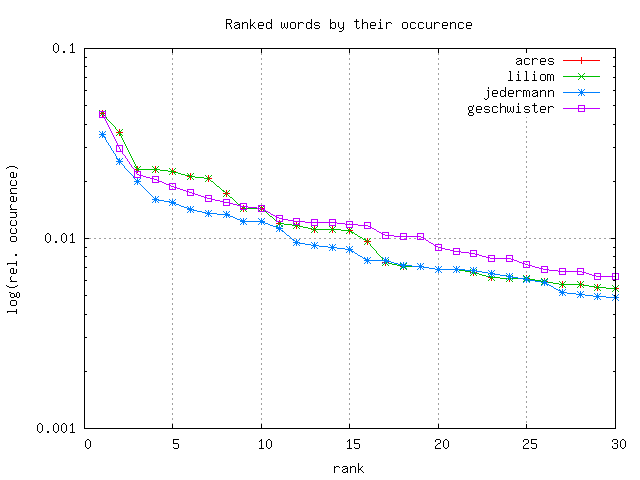 Ranked words by their occurence
0.1
acres
liliom
jedermann
geschwister
log(rel. occurence)
0.01
0.001
0 5 10 15 20 25 30
rank